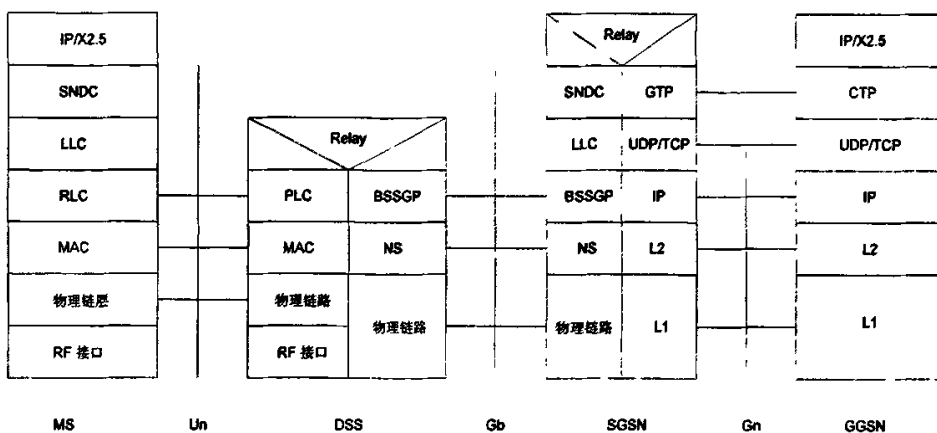 IP/X2.5
Relay
IP/X2.5
SNDC
SNDC
GTP
CTP
LLC
Relay
LLC
UDP/TCP
UDP/TCP
RLC
PLC
BSSGP
BSSGP
IP
IP
MAC
MAC
NS
NS
L2
L2
物理链层
物理链路
物理链路
物理链路
L1
L1
RF 接口
RF 接口
MS
Un
DSS
Gb
SGSN
Gn
GGSN